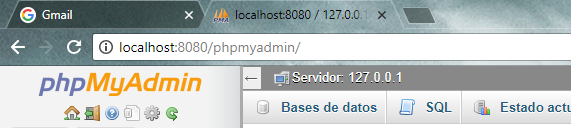 Gmail
localhost:8080 / 127.0.0.1
localhost:8080/phpmyadmin/
phpMyAdmin
Servidor: 127.0.0.1
Bases de datos
SQL
Estado actu